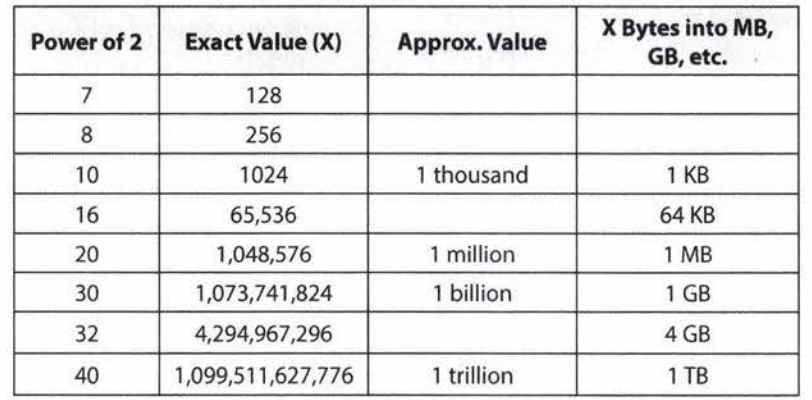 Power of 2 Exact Value (X) Approx. Value X Bytes into MB, GB, etc.
7 128
8 256
10 1024 1 thousand 1 KB
16 65,536 64 KB
20 1,048,576 1 million 1 MB
30 1,073,741,824 1 billion 1 GB
32 4,294,967,296 4 GB
40 1,099,511,627,776 1 trillion 1 TB